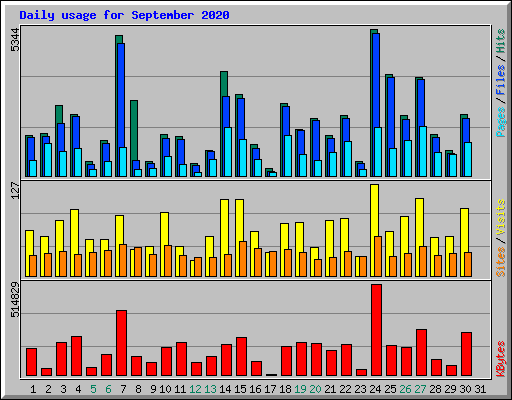 Daily usage for September 2020
5344
Pages / Files / Hits
127
Sites / Visits
514829
KBytes
1 2 3 4 5 6 7 8 9 10 11 12 13 14 15 16 17 18 19 20 21 22 23 24 25 26 27 28 29 30 31